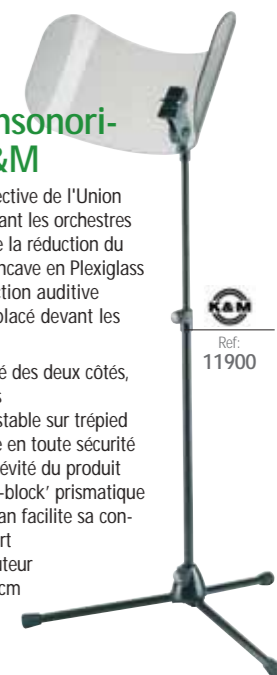 nsonori-
&M
ective de l'Union
ant les orchestres
e la réduction du
ncave en Plexiglass
ction auditive
placé devant les
é des deux côtés,
s
stable sur trépied
e en toute sécurité
évité du produit
-block’ prismatique
an facilite sa con-
rt
uteur
cm
K&M
Ref:
11900